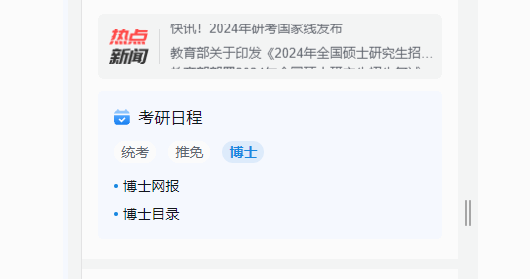 热点
新闻
快讯！2024年研考国家线发布
教育部关于印发《2024年全国硕士研究生招...
考研日程
统考
推免
博士
博士网报
博士目录